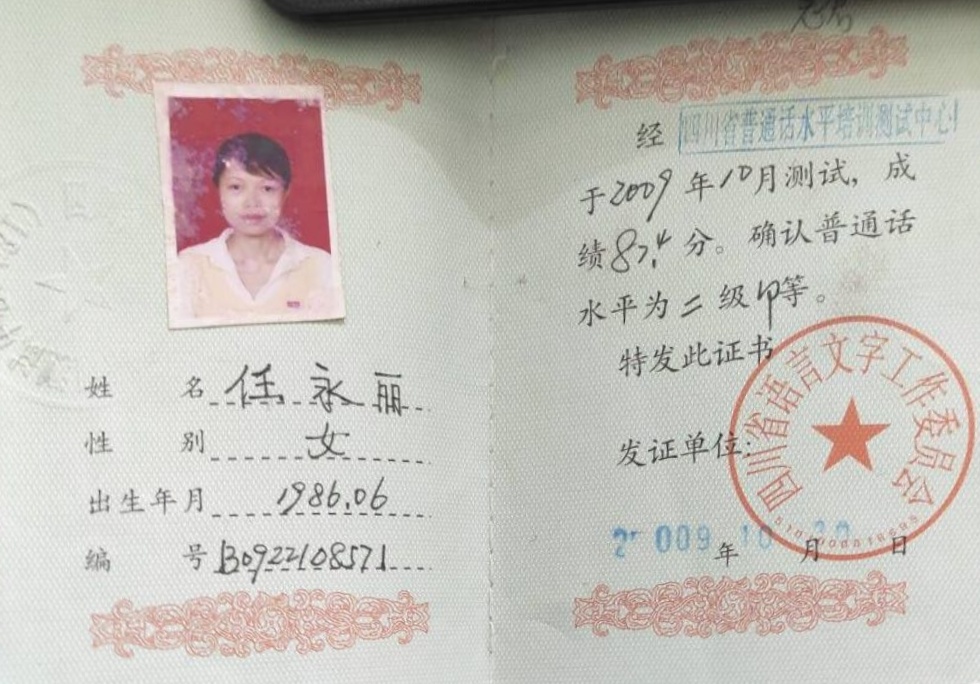 姓 名 任永丽
性 别 女
出生年月 1986.06
编 号 B0922108571
经 四川省普通话水平培训测试中心
于2009年10月测试，成
绩87.4分。确认普通话
水平为二级甲等。
特发此证书
发证单位：
四川省语言文字工作委员会
2009年10月30日